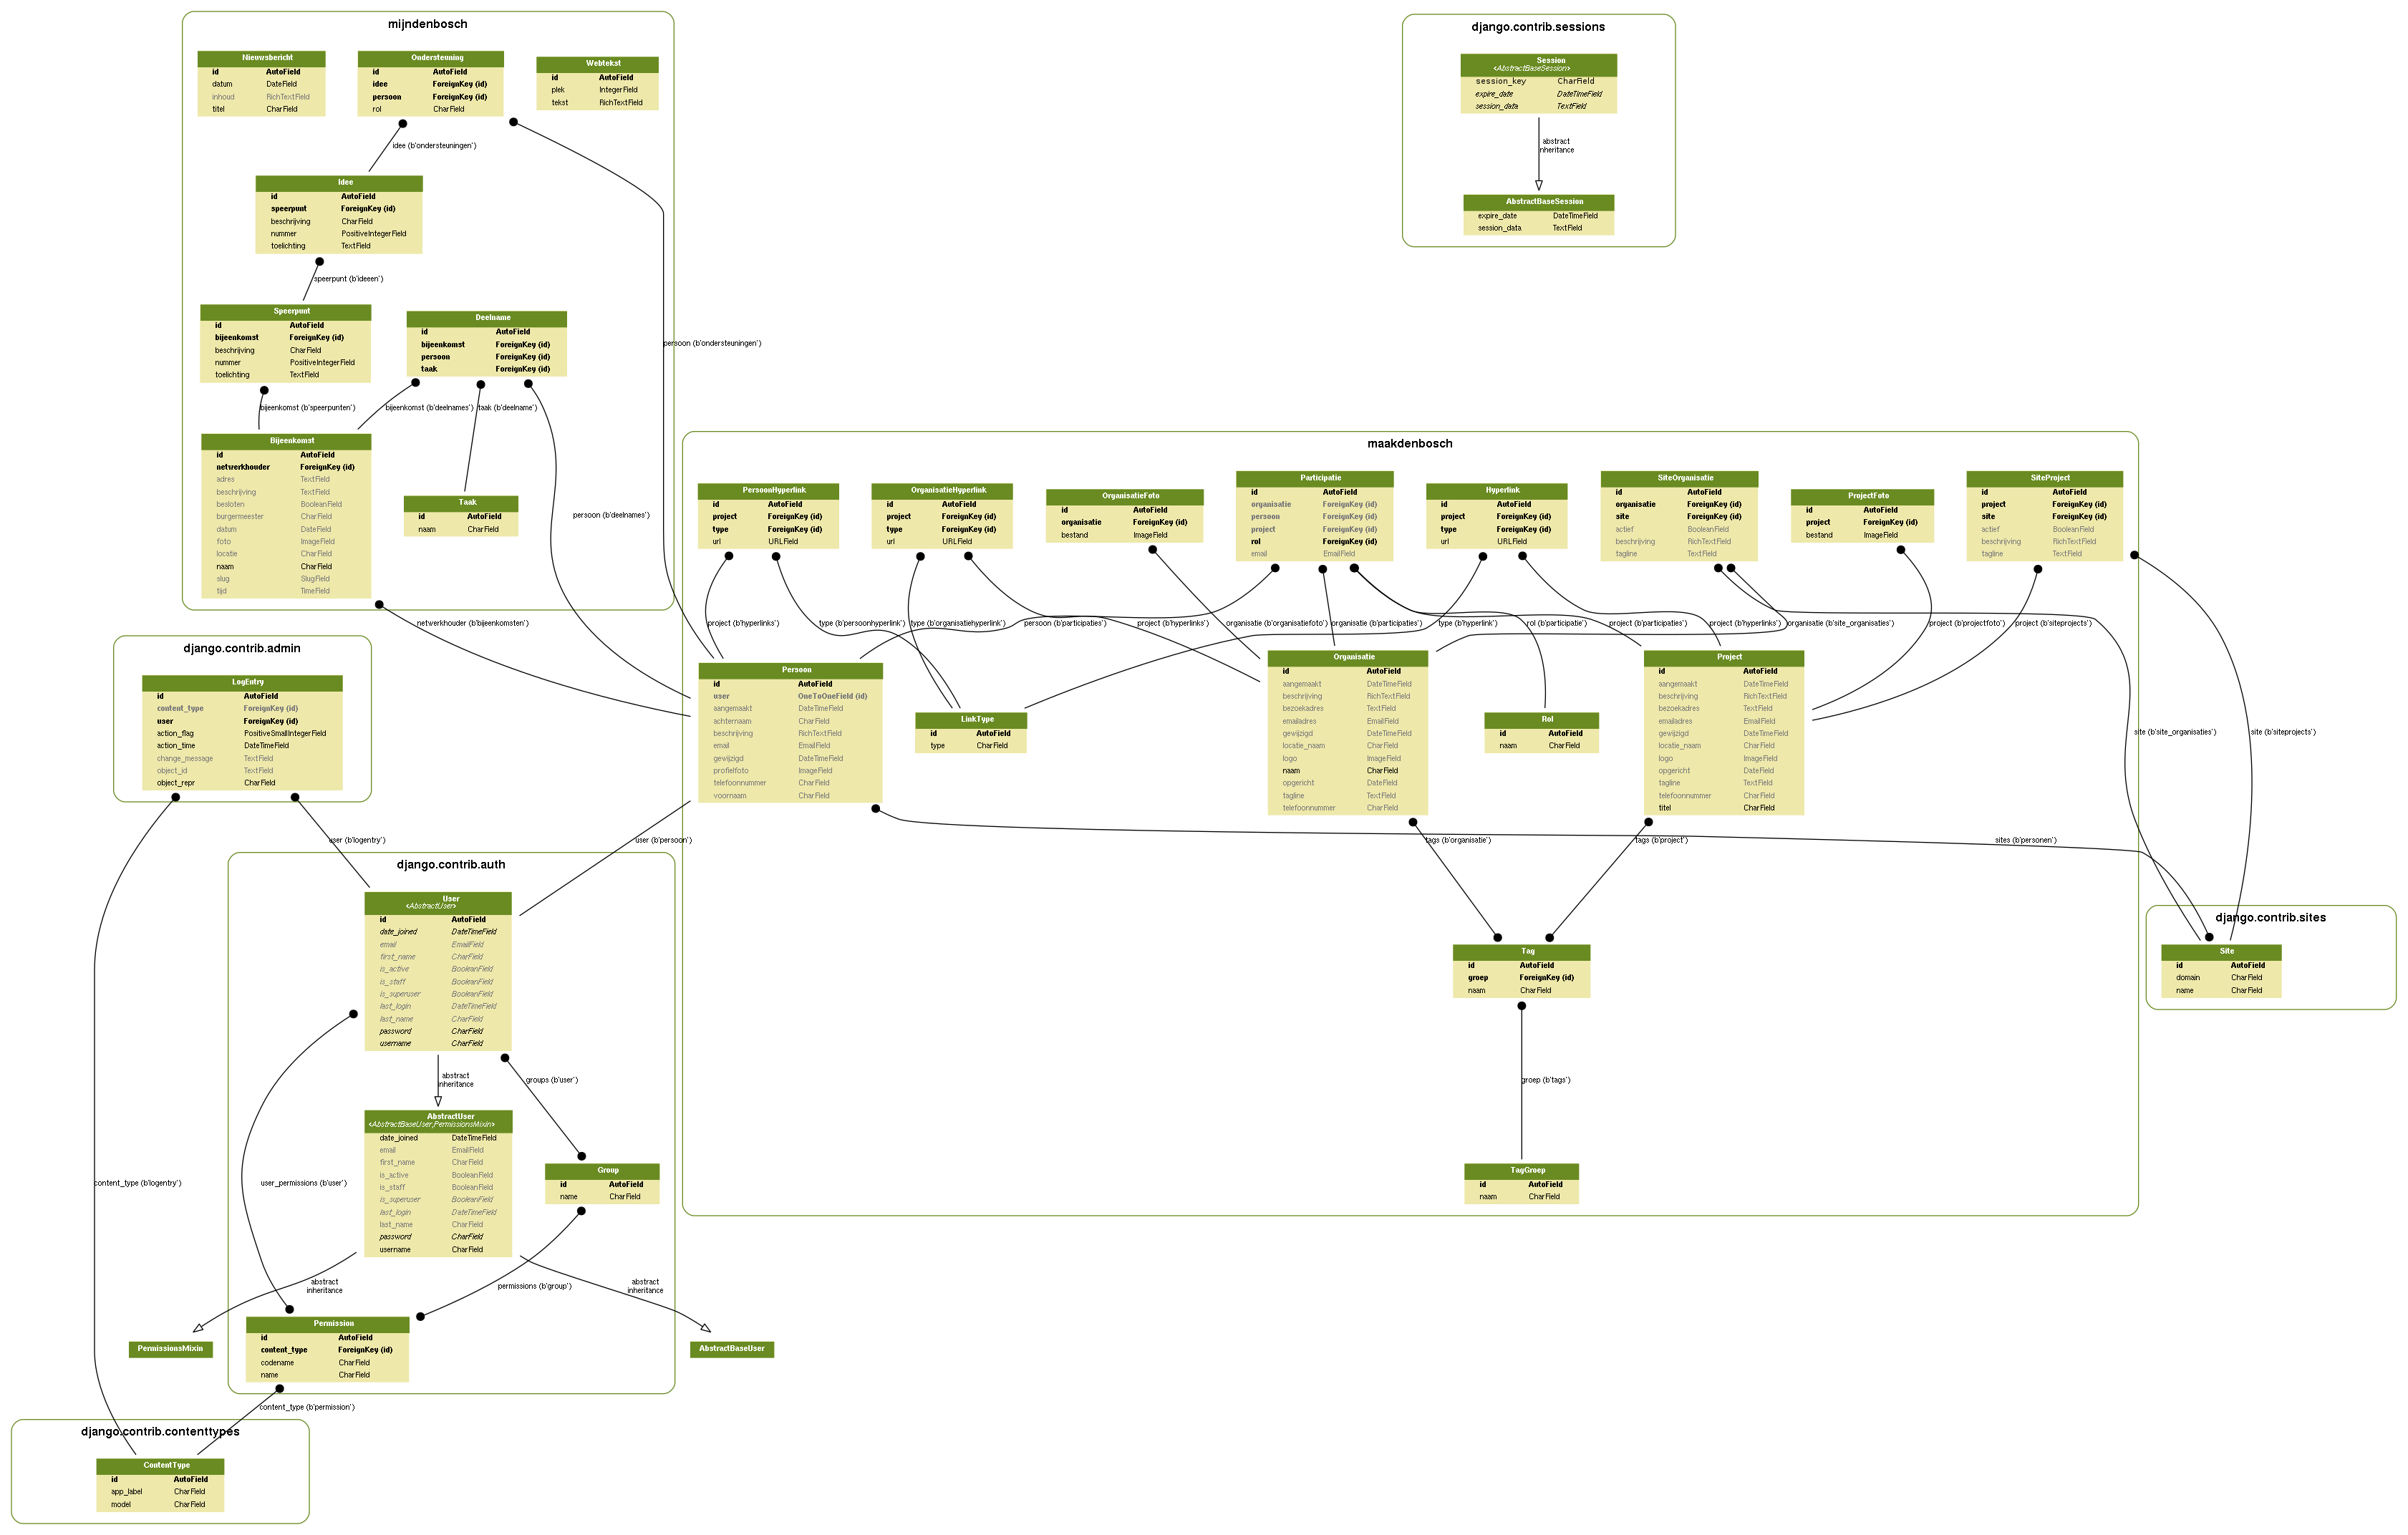 mijndenbosch
Nieuwsbericht
id AutoField
datum DateField
inhoud RichTextField
titel CharField
Ondersteuning
id AutoField
idee ForeignKey (id)
persoon ForeignKey (id)
rol CharField
Webtekst
id AutoField
plek IntegerField
tekst RichTextField
idee (b'ondersteuningen')
Idee
id AutoField
speerpunt ForeignKey (id)
beschrijving CharField
nummer PositiveIntegerField
toelichting TextField
speerpunt (b'ideeen')
Speerpunt
id AutoField
bijeenkomst ForeignKey (id)
beschrijving CharField
nummer PositiveIntegerField
toelichting TextField
Deelname
id AutoField
bijeenkomst ForeignKey (id)
persoon ForeignKey (id)
taak ForeignKey (id)
persoon (b'ondersteuningen')
bijeenkomst (b'speerpunten')
bijeenkomst (b'deelnames')
taak (b'deelname')
Bijeenkomst
id AutoField
netwerkhouder ForeignKey (id)
adres TextField
beschrijving TextField
besloten BooleanField
burgermeester CharField
datum DateField
foto ImageField
locatie CharField
naam CharField
slug SlugField
tijd TimeField
Taak
id AutoField
naam CharField
persoon (b'deelnames')
netwerkhouder (b'bijeenkomsten')
django.contrib.sessions
Session
<AbstractBaseSession>
session_key CharField
expire_date DateTimeField
session_data TextField
abstract
inheritance
AbstractBaseSession
expire_date DateTimeField
session_data TextField
maakdenbosch
PersoonHyperlink
id AutoField
project ForeignKey (id)
type ForeignKey (id)
url URLField
OrganisatieHyperlink
id AutoField
project ForeignKey (id)
type ForeignKey (id)
url URLField
OrganisatieFoto
id AutoField
organisatie ForeignKey (id)
bestand ImageField
Participatie
id AutoField
organisatie ForeignKey (id)
persoon ForeignKey (id)
project ForeignKey (id)
rol ForeignKey (id)
email EmailField
Hyperlink
id AutoField
project ForeignKey (id)
type ForeignKey (id)
url URLField
SiteOrganisatie
id AutoField
organisatie ForeignKey (id)
site ForeignKey (id)
actief BooleanField
beschrijving RichTextField
tagline TextField
ProjectFoto
id AutoField
project ForeignKey (id)
bestand ImageField
SiteProject
id AutoField
project ForeignKey (id)
site ForeignKey (id)
actief BooleanField
beschrijving RichTextField
tagline TextField
project (b'hyperlinks')
type (b'persoonhyperlink')
type (b'organisatiehyperlink')
persoon (b'participaties')
project (b'hyperlinks')
organisatie (b'organisatiefoto')
organisatie (b'participaties')
type (b'hyperlink')
rol (b'participatie')
project (b'participaties')
project (b'hyperlinks')
organisatie (b'site_organisaties')
project (b'projectfoto')
project (b'siteprojects')
Persoon
id AutoField
user OneToOneField (id)
aangemaakt DateTimeField
achternaam CharField
beschrijving RichTextField
email EmailField
gewijzigd DateTimeField
profielfoto ImageField
telefoonnummer CharField
voornaam CharField
LinkType
id AutoField
type CharField
Organisatie
id AutoField
aangemaakt DateTimeField
beschrijving RichTextField
bezoekadres TextField
emailadres EmailField
gewijzigd DateTimeField
locatie_naam CharField
logo ImageField
naam CharField
opgericht DateField
tagline TextField
telefoonnummer CharField
Rol
id AutoField
naam CharField
Project
id AutoField
aangemaakt DateTimeField
beschrijving RichTextField
bezoekadres TextField
emailadres EmailField
gewijzigd DateTimeField
locatie_naam CharField
logo ImageField
opgericht DateField
tagline TextField
telefoonnummer CharField
titel CharField
site (b'site_organisaties')
site (b'siteprojects')
user (b'persoon')
tags (b'organisatie')
tags (b'project')
sites (b'personen')
Tag
id AutoField
groep ForeignKey (id)
naam CharField
groep (b'tags')
TagGroep
id AutoField
naam CharField
django.contrib.sites
Site
id AutoField
domain CharField
name CharField
django.contrib.admin
LogEntry
id AutoField
content_type ForeignKey (id)
user ForeignKey (id)
action_flag PositiveSmallIntegerField
action_time DateTimeField
change_message TextField
object_id TextField
object_repr CharField
user (b'logentry')
content_type (b'logentry')
django.contrib.auth
User
<AbstractUser>
id AutoField
date_joined DateTimeField
email EmailField
first_name CharField
is_active BooleanField
is_staff BooleanField
is_superuser BooleanField
last_login DateTimeField
last_name CharField
password CharField
username CharField
abstract
inheritance
groups (b'user')
user_permissions (b'user')
AbstractUser
<AbstractBaseUser,PermissionsMixin>
date_joined DateTimeField
email EmailField
first_name CharField
is_active BooleanField
is_staff BooleanField
is_superuser BooleanField
last_login DateTimeField
last_name CharField
password CharField
username CharField
Group
id AutoField
name CharField
abstract
inheritance
permissions (b'group')
abstract
inheritance
Permission
id AutoField
content_type ForeignKey (id)
codename CharField
name CharField
PermissionsMixin
AbstractBaseUser
content_type (b'permission')
django.contrib.contenttypes
ContentType
id AutoField
app_label CharField
model CharField